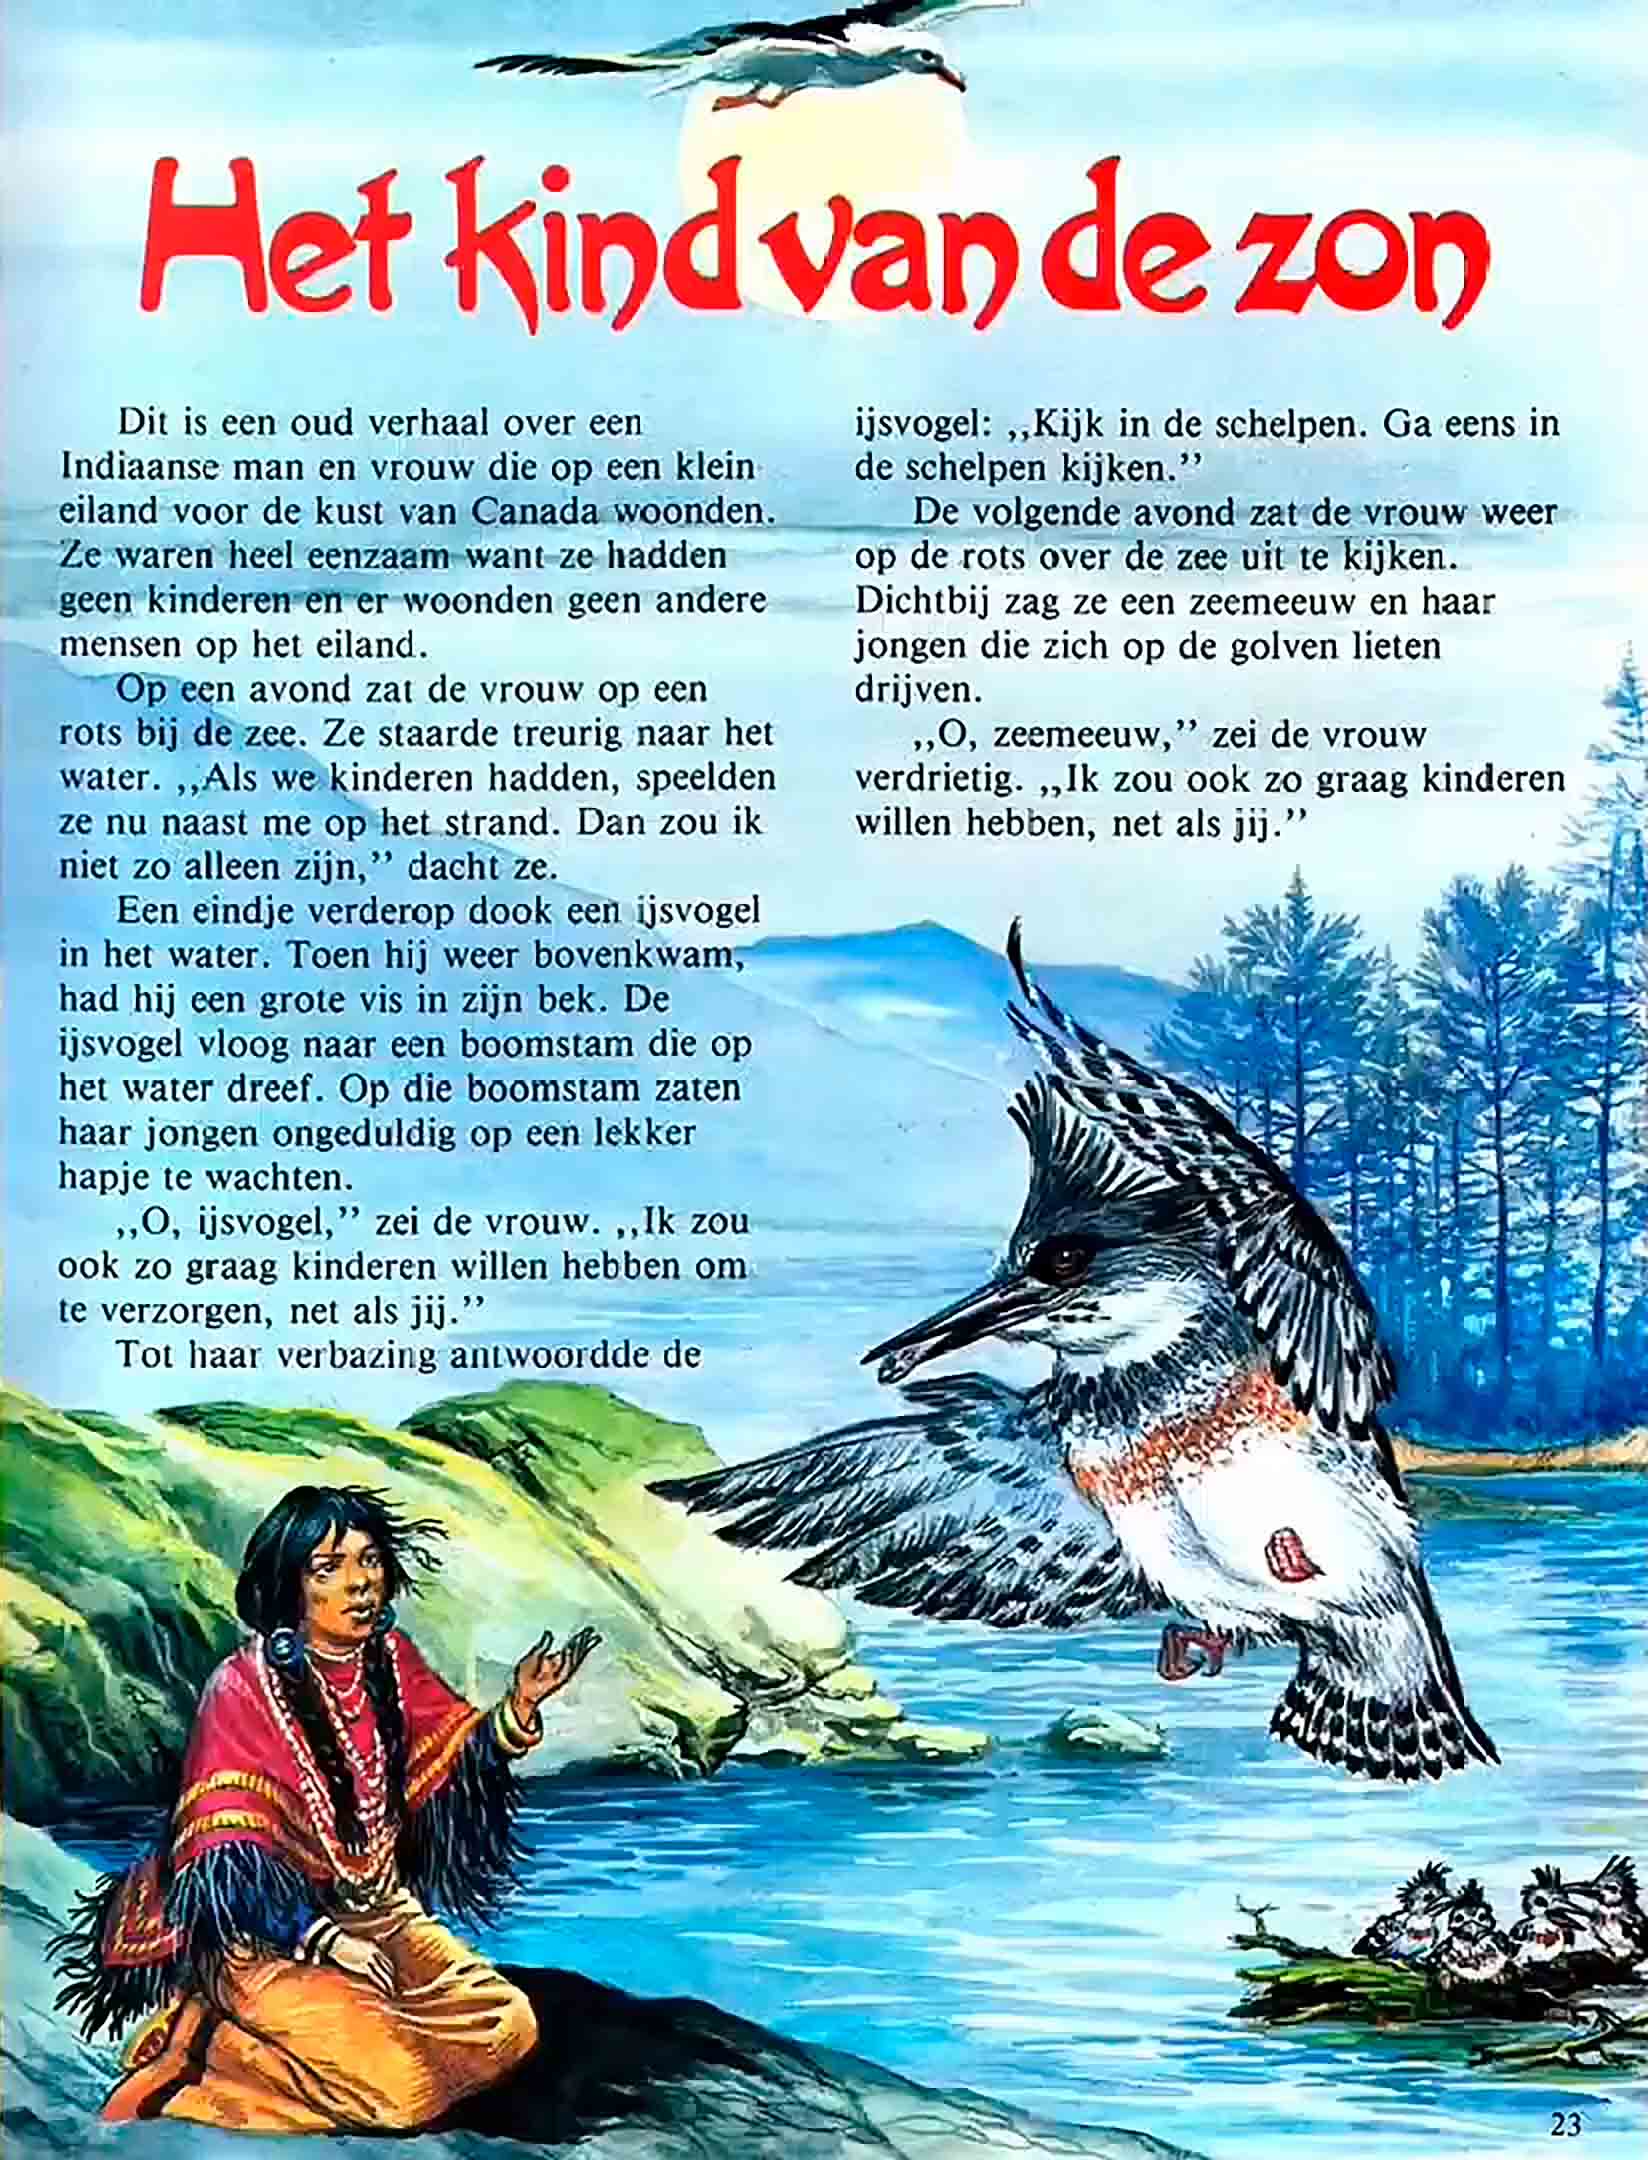 Het kind van de zon
Dit is een oud verhaal over een
Indiaanse man en vrouw die op een klein
eiland voor de kust van Canada woonden.
Ze waren heel eenzaam want ze hadden
geen kinderen en er woonden geen andere
mensen op het eiland.
Op een avond zat de vrouw op een
rots bij de zee. Ze staarde treurig naar het
water. ,,Als we kinderen hadden, speelden
ze nu naast me op het strand. Dan zou ik
niet zo alleen zijn,’’ dacht ze.
Een eindje verderop dook een ijsvogel
in het water. Toen hij weer bovenkwam,
had hij een grote vis in zijn bek. De
ijsvogel vloog naar een boomstam die op
het water dreef. Op die boomstam zaten
haar jongen ongeduldig op een lekker
hapje te wachten.
,,O, ijsvogel,’’ zei de vrouw. ,,Ik zou
ook zo graag kinderen willen hebben om
te verzorgen, net als jij.’’
Tot haar verbazing antwoordde de
ijsvogel: ,,Kijk in de schelpen. Ga eens in
de schelpen kijken.’’
De volgende avond zat de vrouw weer
op de rots over de zee uit te kijken.
Dichtbij zag ze een zeemeeuw en haar
jongen die zich op de golven lieten
drijven.
,,O, zeemeeuw,’’ zei de vrouw
verdrietig. ,,Ik zou ook zo graag kinderen
willen hebben, net als jij.’’
23